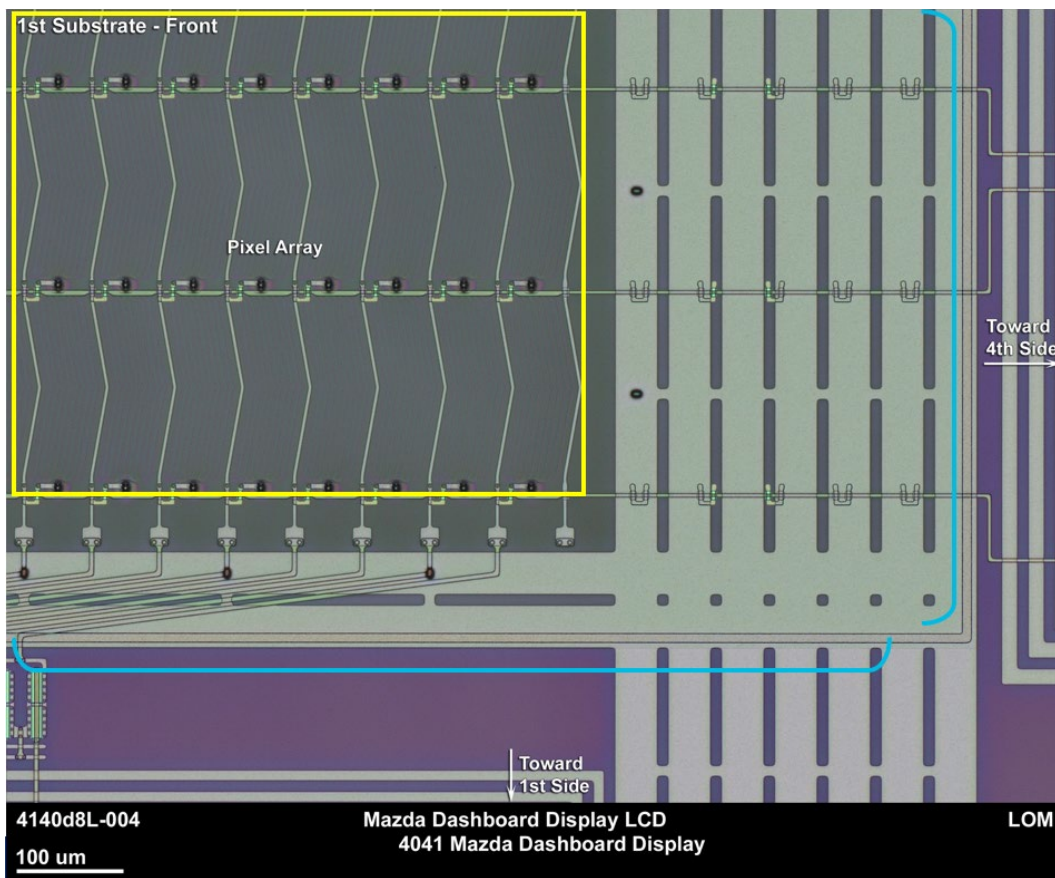 1st Substrate - Front
Pixel Array
Toward
4th Side
Toward
1st Side
4140d8L-004
Mazda Dashboard Display LCD
LOM
4041 Mazda Dashboard Display
100 um